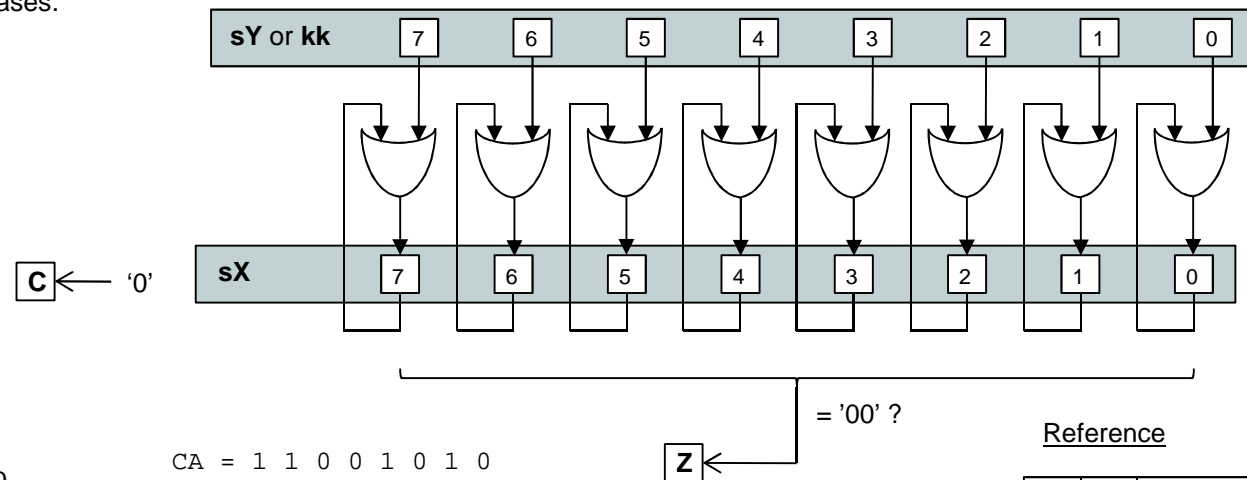 ases.
sY or kk 7 6 5 4 3 2 1 0
C ‘0’ sX 7 6 5 4 3 2 1 0
= ’00’ ?
Reference
CA = 1 1 0 0 1 0 1 0
Z